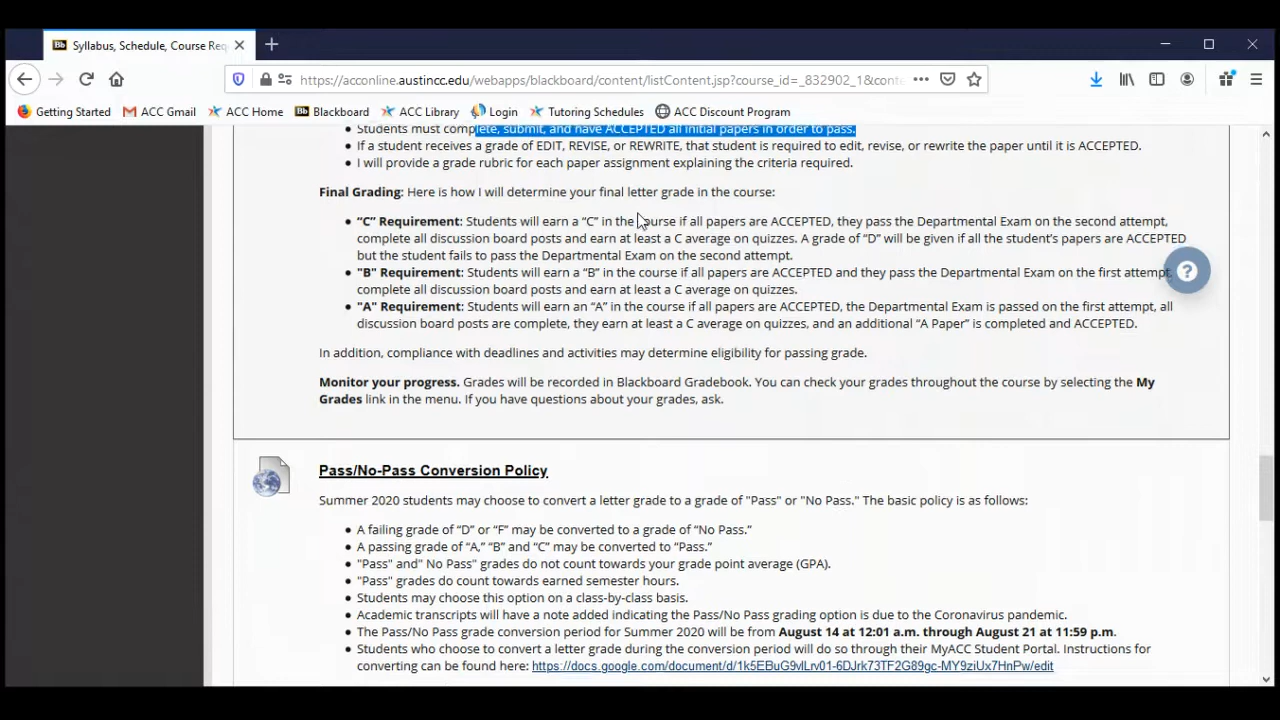 Syllabus, Schedule, Course Req
https://acconline.austincc.edu/webapps/blackboard/content/listContent.jsp?course_id=_832902_1&cont
Getting Started ACC Gmail ACC Home Blackboard ACC Library Login Tutoring Schedules ACC Discount Program
• Students must complete, submit, and have ACCEPTED all initial papers in order to pass.
• If a student receives a grade of EDIT, REVISE, or REWRITE, that student is required to edit, revise, or rewrite the paper until it is ACCEPTED.
• I will provide a grade rubric for each paper assignment explaining the criteria required.
Final Grading: Here is how I will determine your final letter grade in the course:
• “C” Requirement: Students will earn a “C” in the course if all papers are ACCEPTED, they pass the Departmental Exam on the second attempt,
complete all discussion board posts and earn at least a C average on quizzes. A grade of “D” will be given if all the student’s papers are ACCEPTED
but the student fails to pass the Departmental Exam on the second attempt.
• "B" Requirement: Students will earn a “B” in the course if all papers are ACCEPTED and they pass the Departmental Exam on the first attempt,
complete all discussion board posts and earn at least a C average on quizzes.
• "A" Requirement: Students will earn an “A” in the course if all papers are ACCEPTED, the Departmental Exam is passed on the first attempt, all
discussion board posts are complete, they earn at least a C average on quizzes, and an additional “A Paper” is completed and ACCEPTED.
In addition, compliance with deadlines and activities may determine eligibility for passing grade.
Monitor your progress. Grades will be recorded in Blackboard Gradebook. You can check your grades throughout the course by selecting the My
Grades link in the menu. If you have questions about your grades, ask.
Pass/No-Pass Conversion Policy
Summer 2020 students may choose to convert a letter grade to a grade of "Pass" or "No Pass." The basic policy is as follows:
• A failing grade of “D” or “F” may be converted to a grade of “No Pass.”
• A passing grade of “A,” “B” and “C” may be converted to “Pass.”
• "Pass" and" No Pass" grades do not count towards your grade point average (GPA).
• "Pass" grades do count towards earned semester hours.
• Students may choose this option on a class-by-class basis.
• Academic transcripts will have a note added indicating the Pass/No Pass grading option is due to the Coronavirus pandemic.
• The Pass/No Pass grade conversion period for Summer 2020 will be from August 14 at 12:01 a.m. through August 21 at 11:59 p.m.
• Students who choose to convert a letter grade during the conversion period will do so through their MyACC Student Portal. Instructions for
converting can be found here: https://docs.google.com/document/d/1k5EBuG9vlLrv01-6DJrk73TF2G89gc-MY9ziUx7HnPw/edit